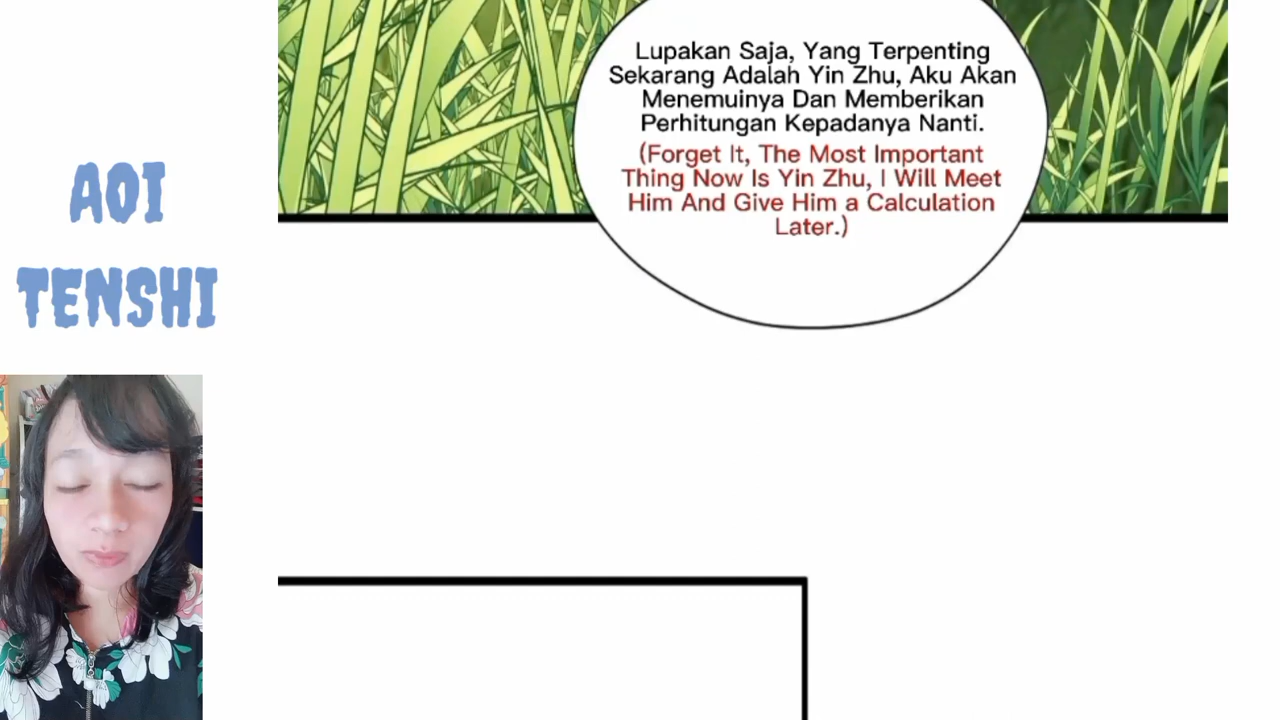 Lupakan Saja, Yang Terpenting
Sekarang Adalah Yin Zhu, Aku Akan
Menemuinya Dan Memberikan
Perhitungan Kepadanya Nanti.
(Forget It, The Most Important
Thing Now Is Yin Zhu, I Will Meet
Him And Give Him a Calculation
Later.)
AOI
TENSHI